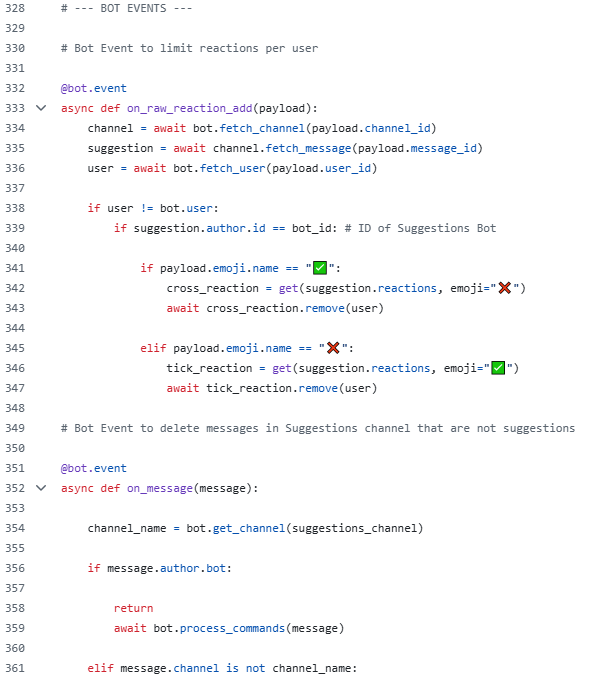 328 # --- BOT EVENTS ---
329
330 # Bot Event to limit reactions per user
331
332 @bot.event
333 async def on_raw_reaction_add(payload):
334     channel = await bot.fetch_channel(payload.channel_id)
335     suggestion = await channel.fetch_message(payload.message_id)
336     user = await bot.fetch_user(payload.user_id)
337
338     if user != bot.user:
339         if suggestion.author.id == bot_id: # ID of Suggestions Bot
340
341             if payload.emoji.name == "✅":
342                 cross_reaction = get(suggestion.reactions, emoji="❌")
343                 await cross_reaction.remove(user)
344
345             elif payload.emoji.name == "❌":
346                 tick_reaction = get(suggestion.reactions, emoji="✅")
347                 await tick_reaction.remove(user)
348
349 # Bot Event to delete messages in Suggestions channel that are not suggestions
350
351 @bot.event
352 async def on_message(message):
353
354     channel_name = bot.get_channel(suggestions_channel)
355
356     if message.author.bot:
357
358         return
359         await bot.process_commands(message)
360
361     elif message.channel is not channel_name: